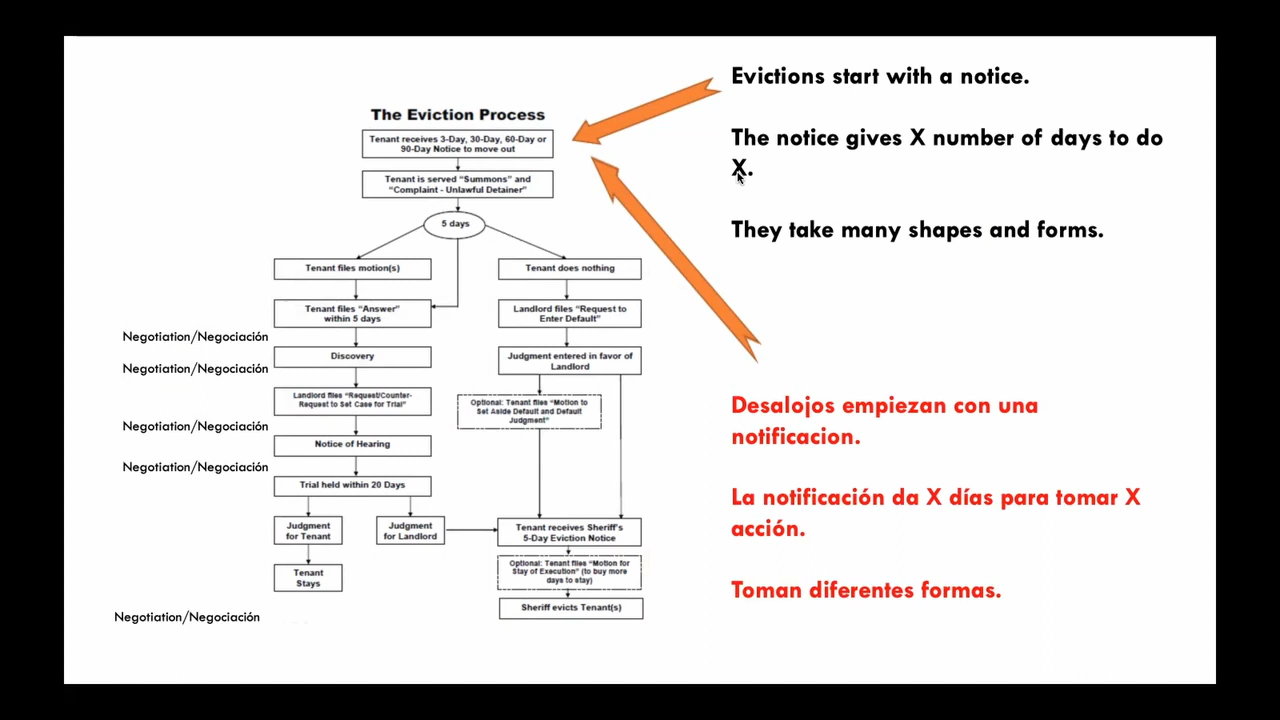 The Eviction Process
Tenant receives 3-Day, 30-Day, 60-Day or
90-Day Notice to move out
Tenant is served "Summons" and
"Complaint - Unlawful Detainer"
5 days
Tenant files motion(s)
Tenant does nothing
Tenant files "Answer"
within 5 days
Landlord files "Request to
Enter Default"
Negotiation/Negociación
Discovery
Judgment entered in favor of
Landlord
Negotiation/Negociación
Landlord files "Request/Counter-
Request to Set Case for Trial"
Optional: Tenant files "Motion to
Set Aside Default and Default
Judgment"
Negotiation/Negociación
Notice of Hearing
Negotiation/Negociación
Trial held within 20 Days
Judgment
for Tenant
Judgment
for Landlord
Tenant receives Sheriff's
5-Day Eviction Notice
Tenant
Stays
Optional: Tenant files "Motion for
Stay of Execution" (to buy more
days to stay)
Sheriff evicts Tenant(s)
Negotiation/Negociación
Evictions start with a notice.
The notice gives X number of days to do
X.
They take many shapes and forms.
Desalojos empiezan con una
notificacion.
La notificación da X días para tomar X
acción.
Toman diferentes formas.